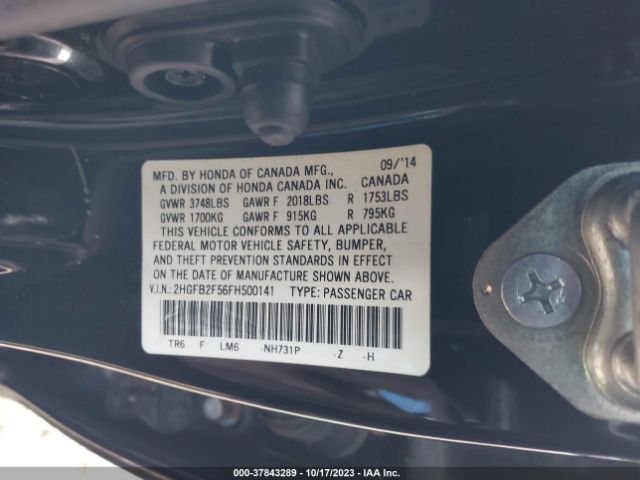 MFD. BY HONDA OF CANADA MFG., 09/'14
A DIVISION OF HONDA CANADA INC. CANADA
GVWR 3748LBS GAWR F 2018LBS R 1753LBS
GVWR 1700KG GAWR F 915KG R 795KG
THIS VEHICLE CONFORMS TO ALL APPLICABLE
FEDERAL MOTOR VEHICLE SAFETY, BUMPER,
AND THEFT PREVENTION STANDARDS IN EFFECT
ON THE DATE OF MANUFACTURE SHOWN ABOVE.
V.I.N.: 2HGFB2F56FH500141 TYPE: PASSENGER CAR
TR6 F LM6 -NH731P -Z -H
000-37843289 - 10/17/2023 - IAA Inc.